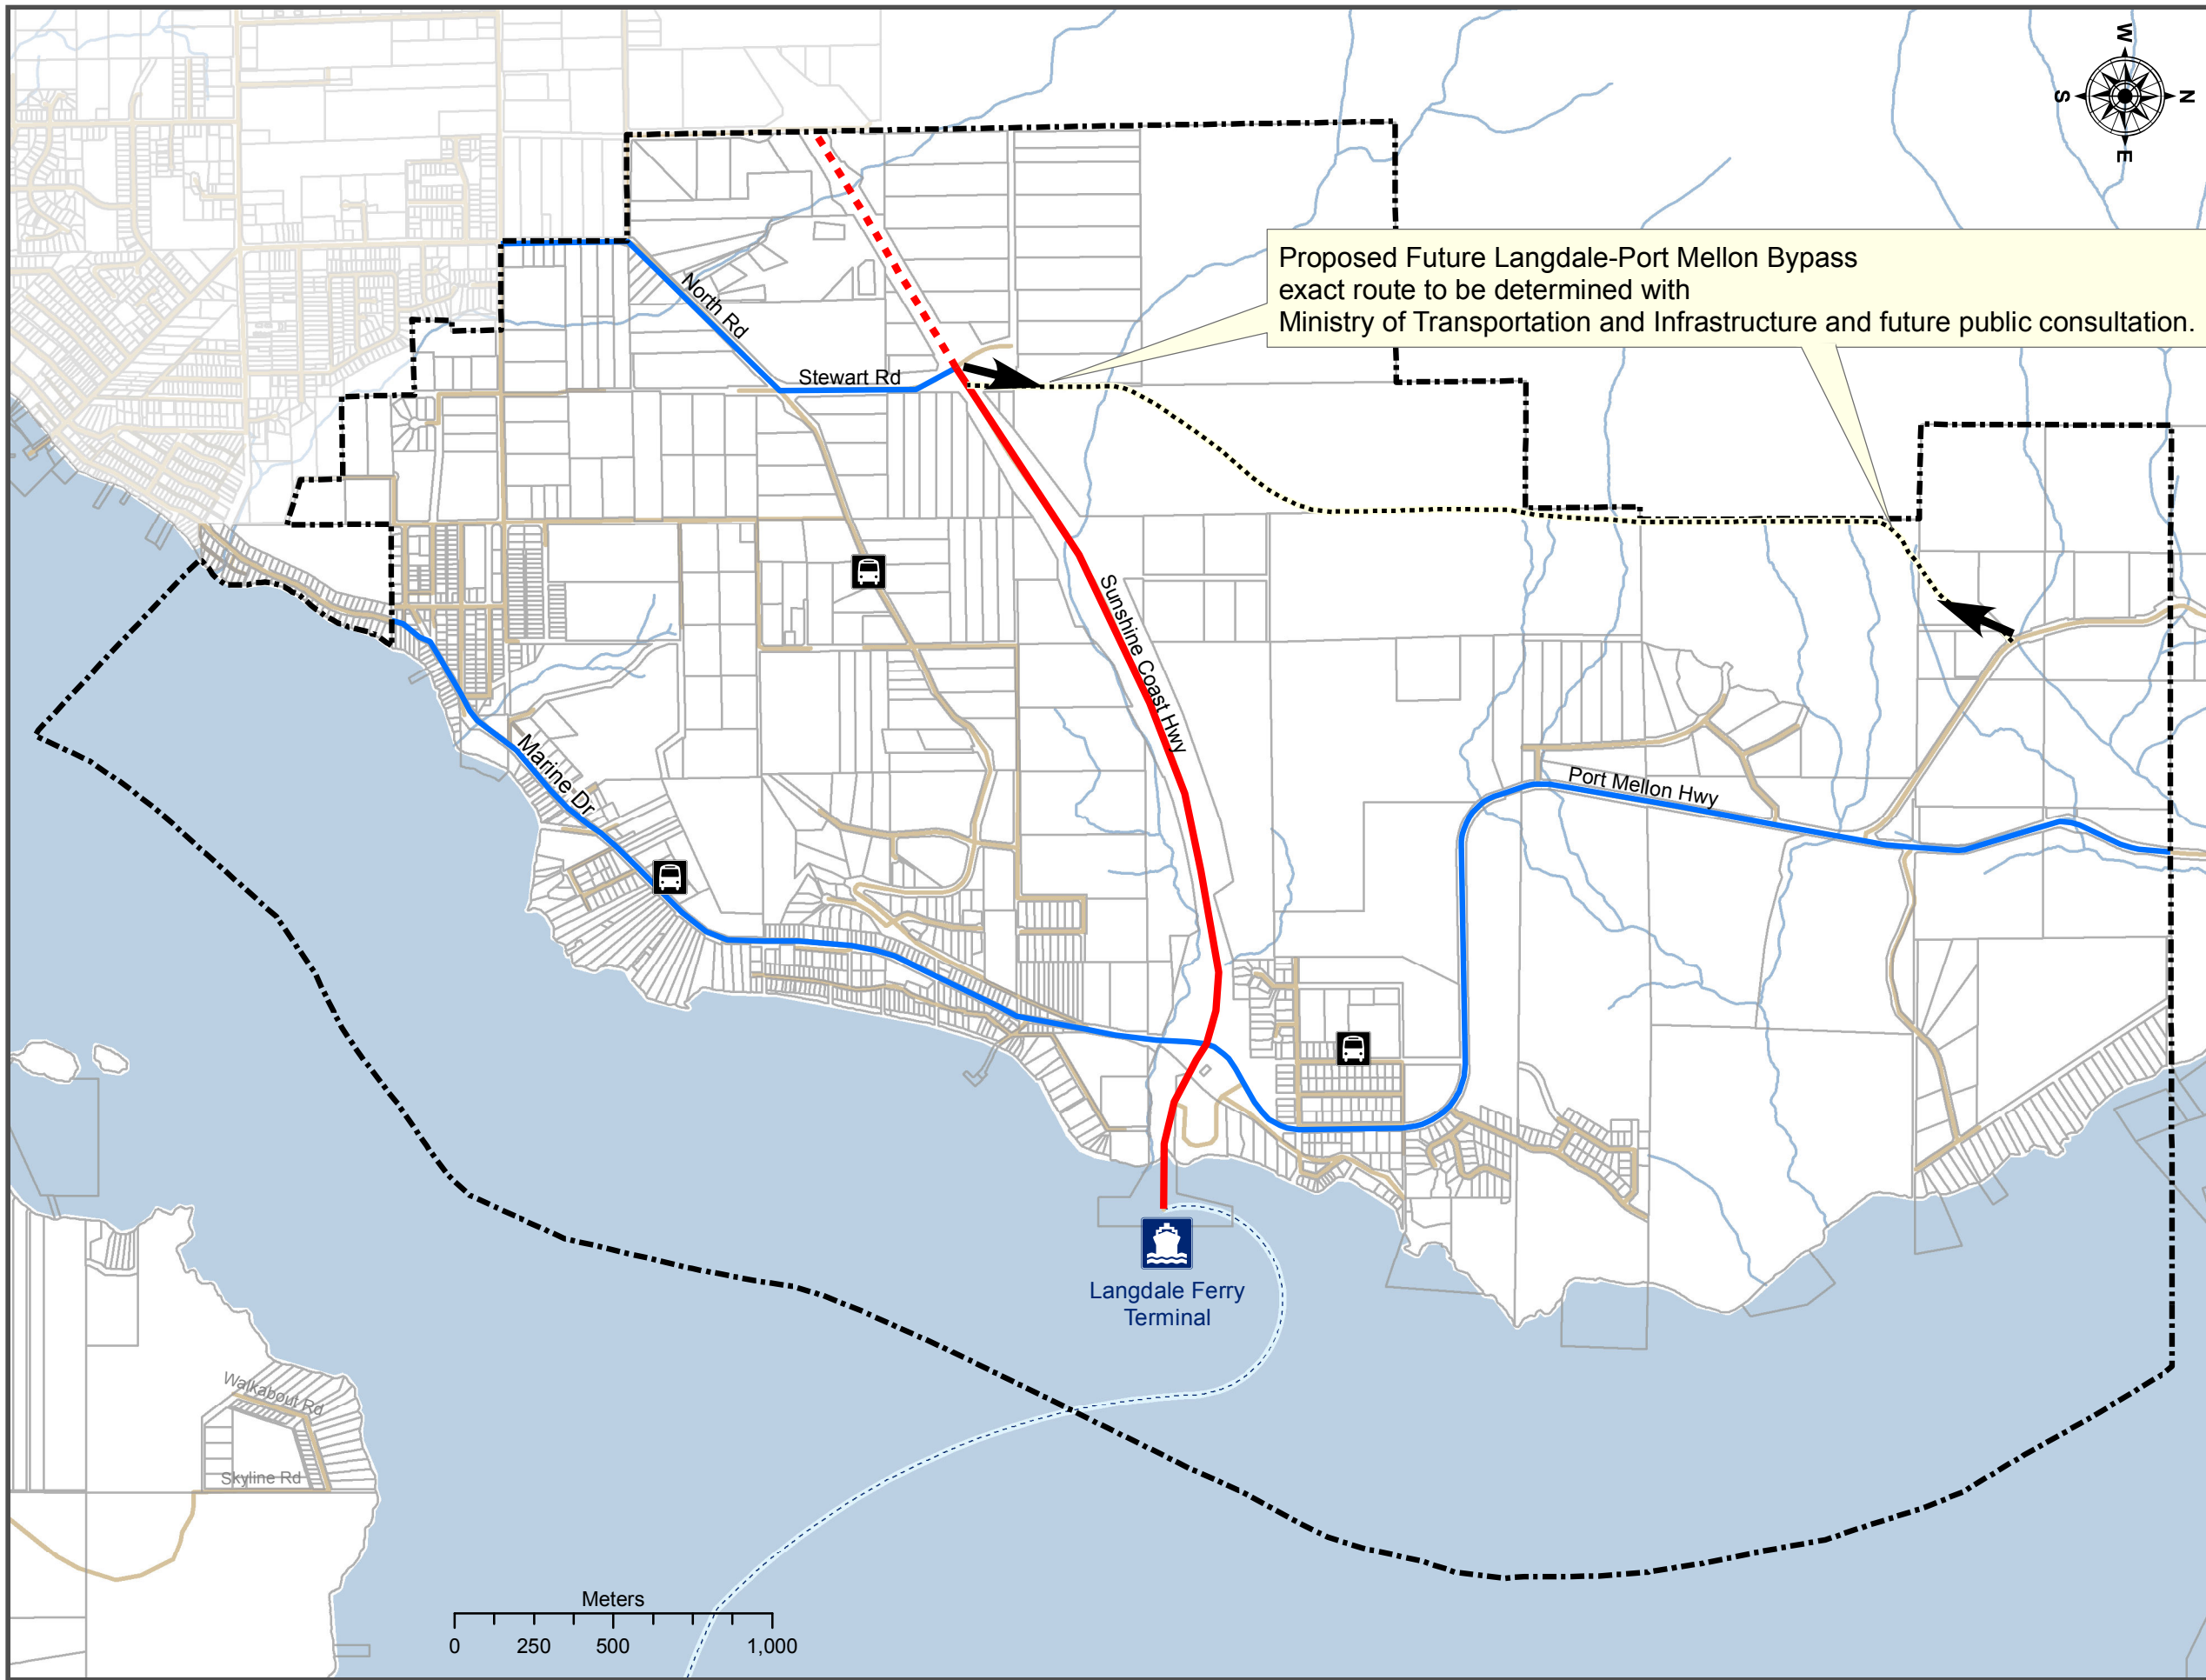 W
N
S
E
Proposed Future Langdale-Port Mellon Bypass
exact route to be determined with
Ministry of Transportation and Infrastructure and future public consultation.
North Rd
Stewart Rd
Sunshine Coast Hwy
Marine Dr
Port Mellon Hwy
Langdale Ferry
Terminal
Walkabout Rd
Skyline Rd
Meters
0 250 500 1,000